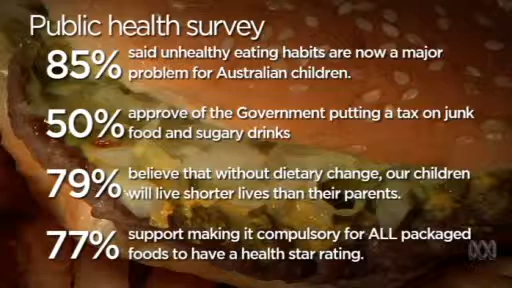 Public health survey
85% said unhealthy eating habits are now a major
problem for Australian children.
50% approve of the Government putting a tax on junk
food and sugary drinks
79% believe that without dietary change, our children
will live shorter lives than their parents.
77% support making it compulsory for ALL packaged
foods to have a health star rating.